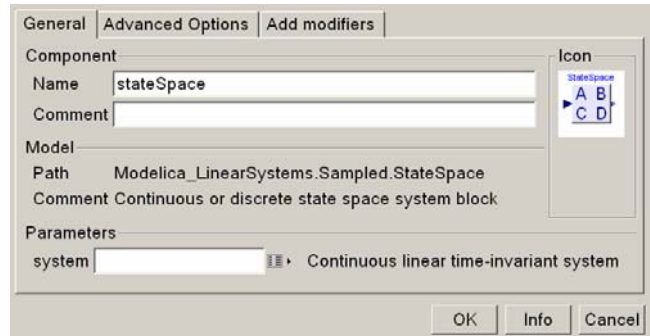 General Advanced Options Add modifiers
Component
Icon
Name stateSpace
StateSpace
A B
C D
Comment
Model
Path Modelica_LinearSystems.Sampled.StateSpace
Comment Continuous or discrete state space system block
Parameters
system Continuous linear time-invariant system
OK Info Cancel